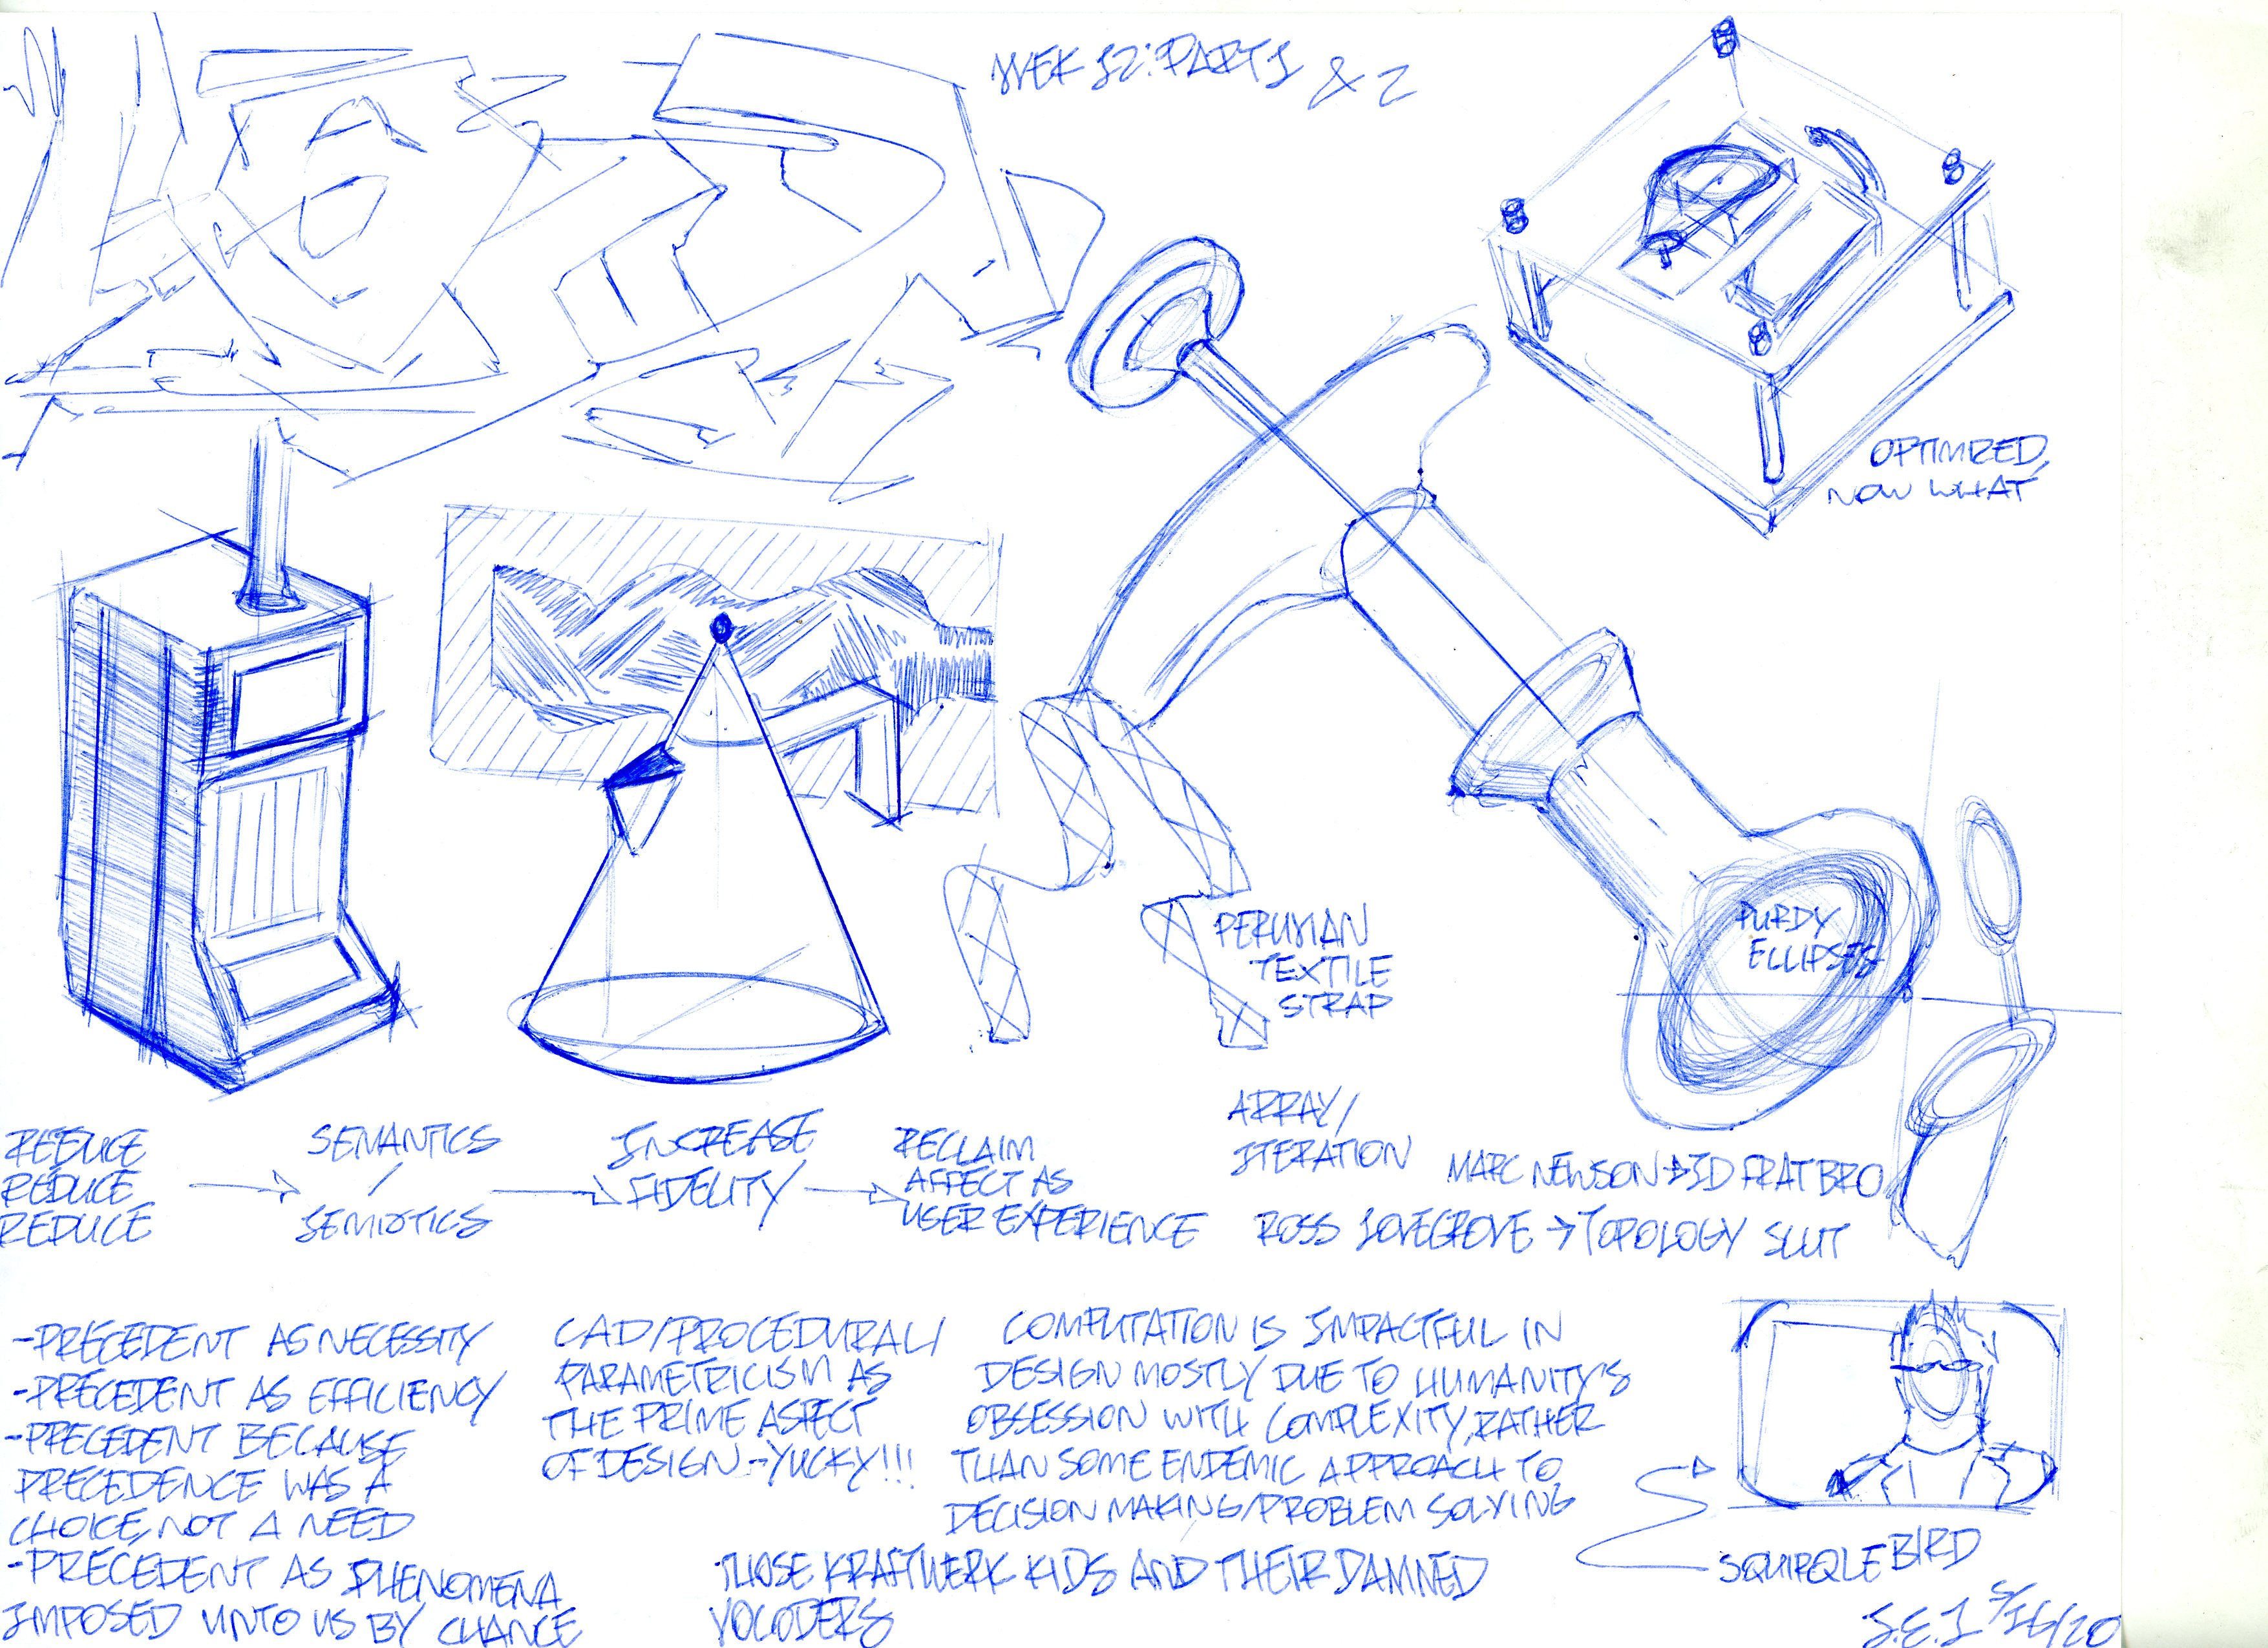 WEEK 12: PART 1 & 2
OPTIMIZED,
NOW WHAT
PERUVIAN
TEXTILE
STRAP
PURDY
ELLIPSES
REDUCE
REDUCE
REDUCE
SEMANTICS
/
SEMIOTICS
INCREASE
FIDELITY
RECLAIM
AFFECT AS
USER EXPERIENCE
ARRAY/
ITERATION
MARC NEWSON → 3D FRAT BRO
ROSS LOVEGROVE → TOPOLOGY SLUT
-PRECEDENT AS NECESSITY
-PRECEDENT AS EFFICIENCY
-PRECEDENT BECAUSE
PRECEDENCE WAS A
CHOICE, NOT A NEED
-PRECEDENT AS PHENOMENA
IMPOSED UNTO US BY CHANCE
CAD/PROCEDURAL/
PARAMETRICISM AS
THE PRIME ASPECT
OF DESIGN--YUCKY!!!
COMPUTATION IS IMPACTFUL IN
DESIGN MOSTLY DUE TO HUMANITY'S
OBSESSION WITH COMPLEXITY, RATHER
THAN SOME ENDEMIC APPROACH TO
DECISION MAKING/PROBLEM SOLVING
THOSE KRAFTWERK KIDS AND THEIR DAMNED
VOCODERS
SQUIRQLE BIRD
S.E.J 5/16/20